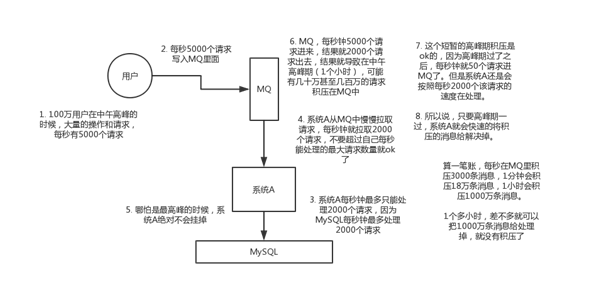 用户
1. 100万用户在中午高峰的
时候，大量的操作和请求，
每秒有5000个请求
2. 每秒5000个请求
写入MQ里面
MQ
6. MQ，每秒钟5000个请
求进来，结果就2000个请
求出去，结果就导致在中午
高峰期（1个小时），可能
有几十万甚至几百万的请求
积压在MQ中
4. 系统A从MQ中慢慢拉取
请求，每秒钟就拉取2000
个请求，不要超过自己每秒
能处理的最大请求数量就ok
了
系统A
5. 哪怕是最高峰的时候，系
统A绝对不会挂掉
3. 系统A每秒钟最多只能处
理2000个请求，因为
MySQL每秒钟最多处理
2000个请求
MySQL
7. 这个短暂的高峰期积压是
ok的，因为高峰期过了之
后，每秒钟就50个请求进
MQ了。但是系统A还是会
按照每秒2000个该请求的
速度在处理。
8. 所以说，只要高峰期一
过，系统A就会快速的将积
压的消息给解决掉。
算一笔账，每秒在MQ里积
压3000条消息，1分钟会积
压18万条消息，1小时会积
压1000万条消息。
1个多小时，差不多就可以
把1000万条消息给处理
掉，就没有积压了